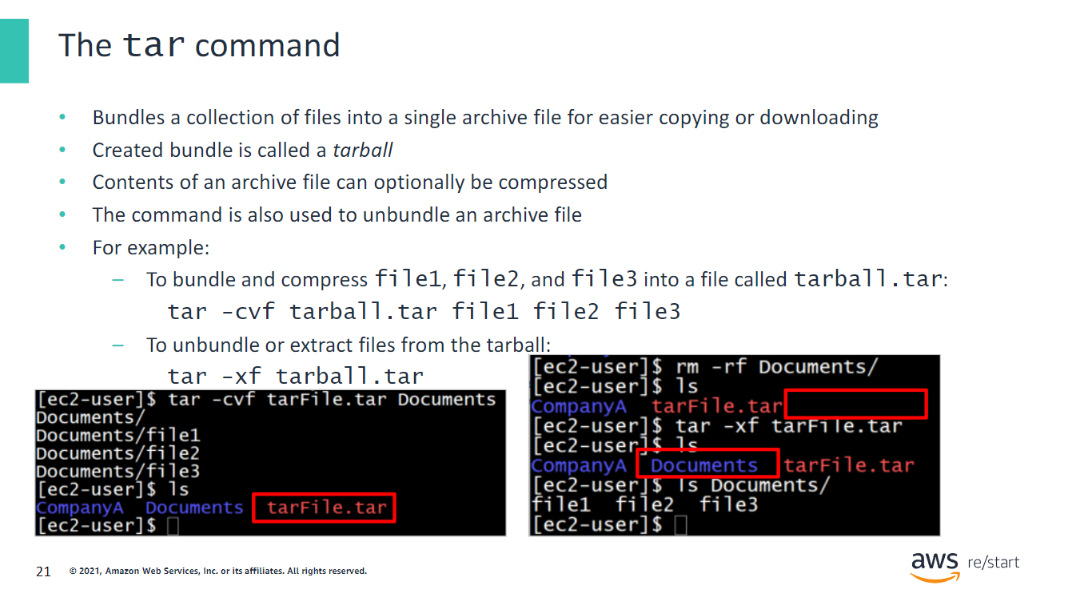 The tar command
• Bundles a collection of files into a single archive file for easier copying or downloading
• Created bundle is called a tarball
• Contents of an archive file can optionally be compressed
• The command is also used to unbundle an archive file
• For example:
– To bundle and compress file1, file2, and file3 into a file called tarball.tar:
tar -cvf tarball.tar file1 file2 file3
– To unbundle or extract files from the tarball:
tar -xf tarball.tar
[ec2-user]$ tar -cvf tarFile.tar Documents
Documents/
Documents/file1
Documents/file2
Documents/file3
[ec2-user]$ ls
CompanyA Documents tarFile.tar
[ec2-user]$
[ec2-user]$ rm -rf Documents/
[ec2-user]$ ls
CompanyA tarFile.tar
[ec2-user]$ tar -xf tarFile.tar
[ec2-user]$ ls
CompanyA Documents tarFile.tar
[ec2-user]$ ls Documents/
file1 file2 file3
[ec2-user]$
21 © 2021, Amazon Web Services, Inc. or its affiliates. All rights reserved.
aws re/start